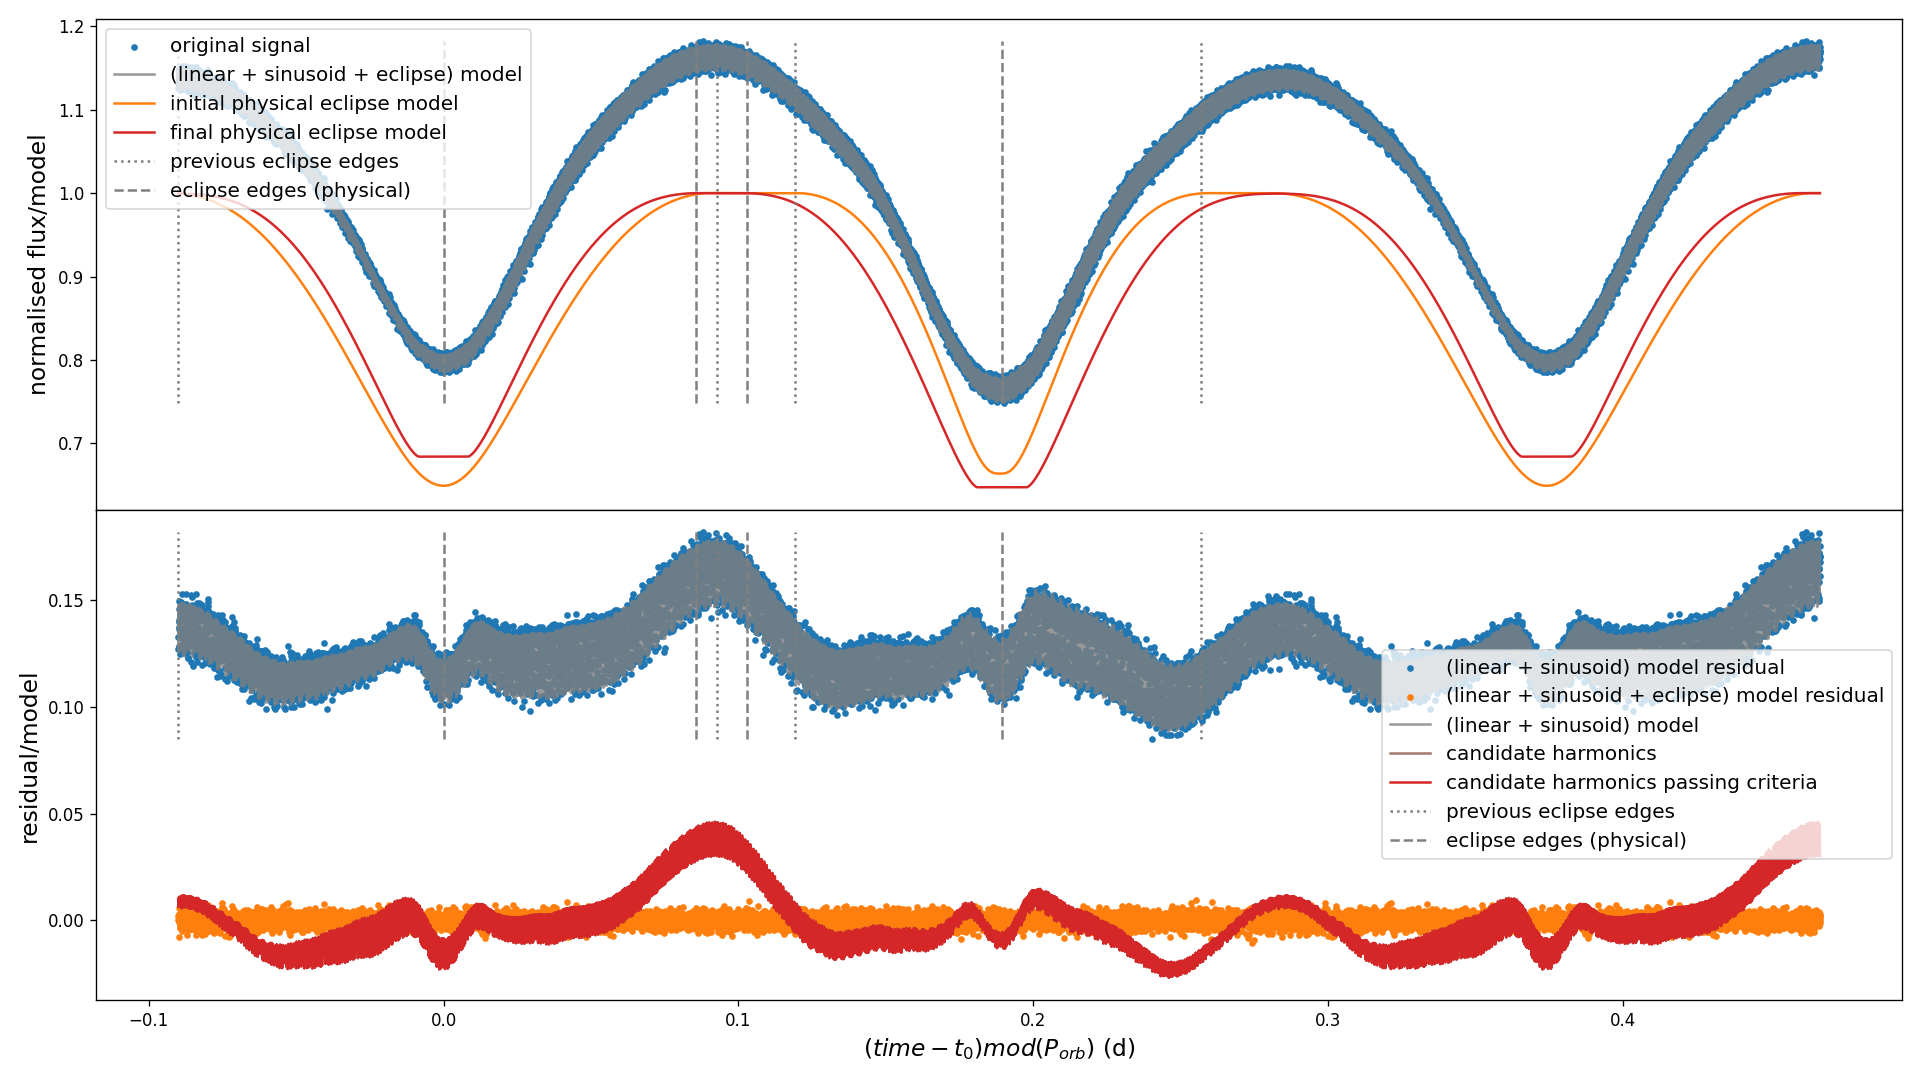 1.2
1.1
1.0
0.9
0.8
0.7
normalised flux/model
original signal
(linear + sinusoid + eclipse) model
initial physical eclipse model
final physical eclipse model
previous eclipse edges
eclipse edges (physical)
0.15
0.10
0.05
0.00
residual/model
(linear + sinusoid) model residual
(linear + sinusoid + eclipse) model residual
(linear + sinusoid) model
candidate harmonics
candidate harmonics passing criteria
previous eclipse edges
eclipse edges (physical)
−0.1 0.0 0.1 0.2 0.3 0.4
(time − t₀)mod(Pₒᵣb) (d)